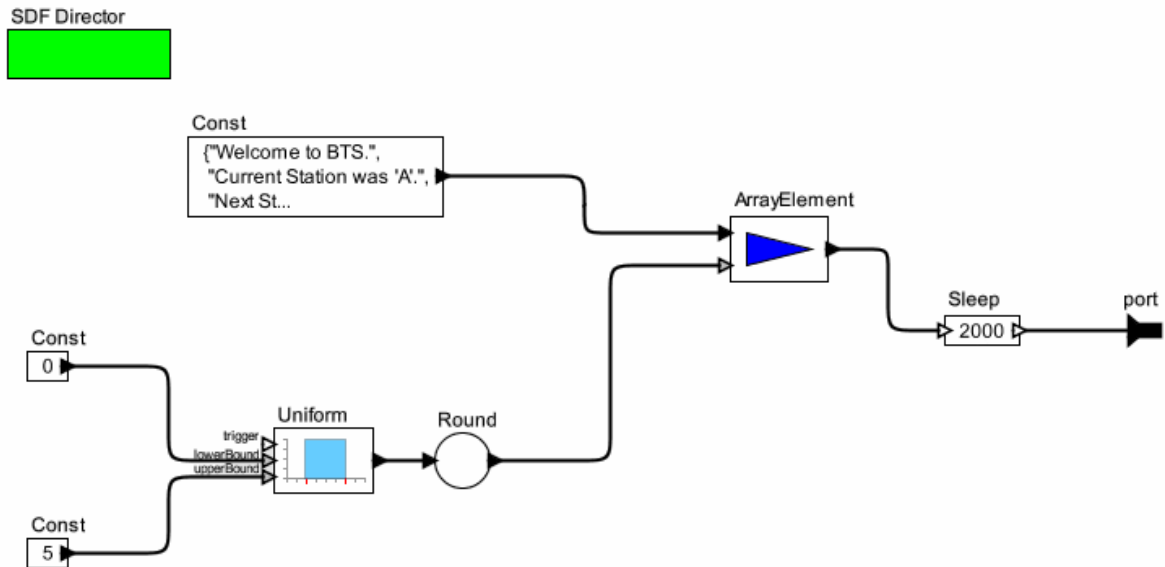 SDF Director
Const
{"Welcome to BTS.",
"Current Station was 'A'.",
"Next St...
ArrayElement
Sleep
port
2000
Const
0
Uniform
Round
trigger
lowerBound
upperBound
Const
5